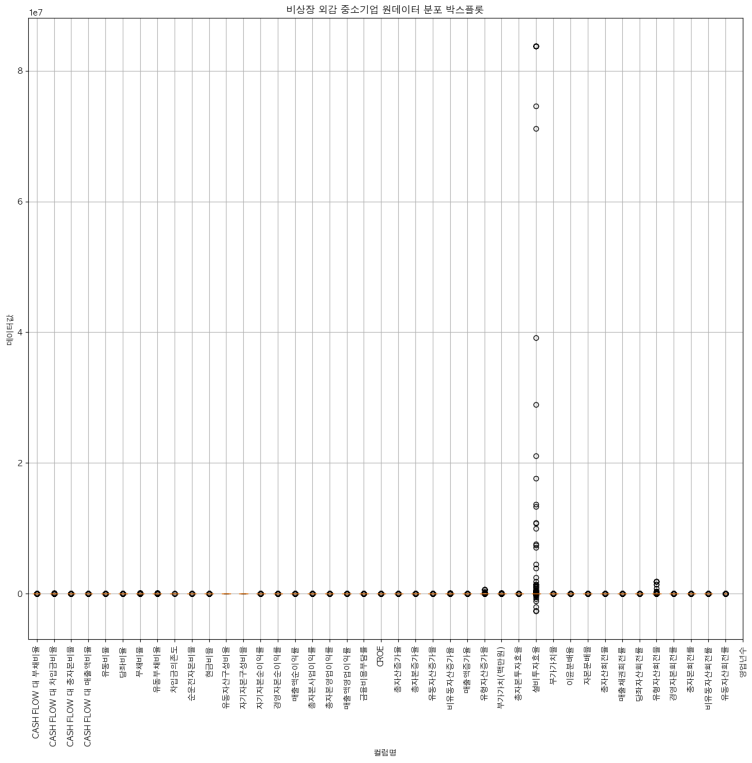 비상장 외감 중소기업 원데이터 분포 박스플롯
1e7
8
6
4
2
0
데이터값
CASH FLOW 대 부채비율
CASH FLOW 대 차입금비율
CASH FLOW 대 총자본비율
CASH FLOW 대 매출액비율
유동비율
당좌비율
부채비율
유동부채비율
차입금의존도
순운전자본비율
현금비율
유동자산구성비율
자기자본구성비율
자기자본순이익률
경영자본순이익률
매출액순이익률
총자본사업이익률
총자본영업이익률
매출액영업이익률
금융비용부담률
CROE
총자산증가율
총자본증가율
유동자산증가율
비유동자산증가율
매출액증가율
유형자산증가율
부가가치(백만원)
총자본투자효율
설비투자효율
부가가치율
이윤분배율
자본분배율
총자산회전률
매출채권회전률
당좌자산회전률
유형자산회전률
경영자본회전률
총자본회전률
비유동자산회전률
유동자산회전률
영업년수
컬럼명